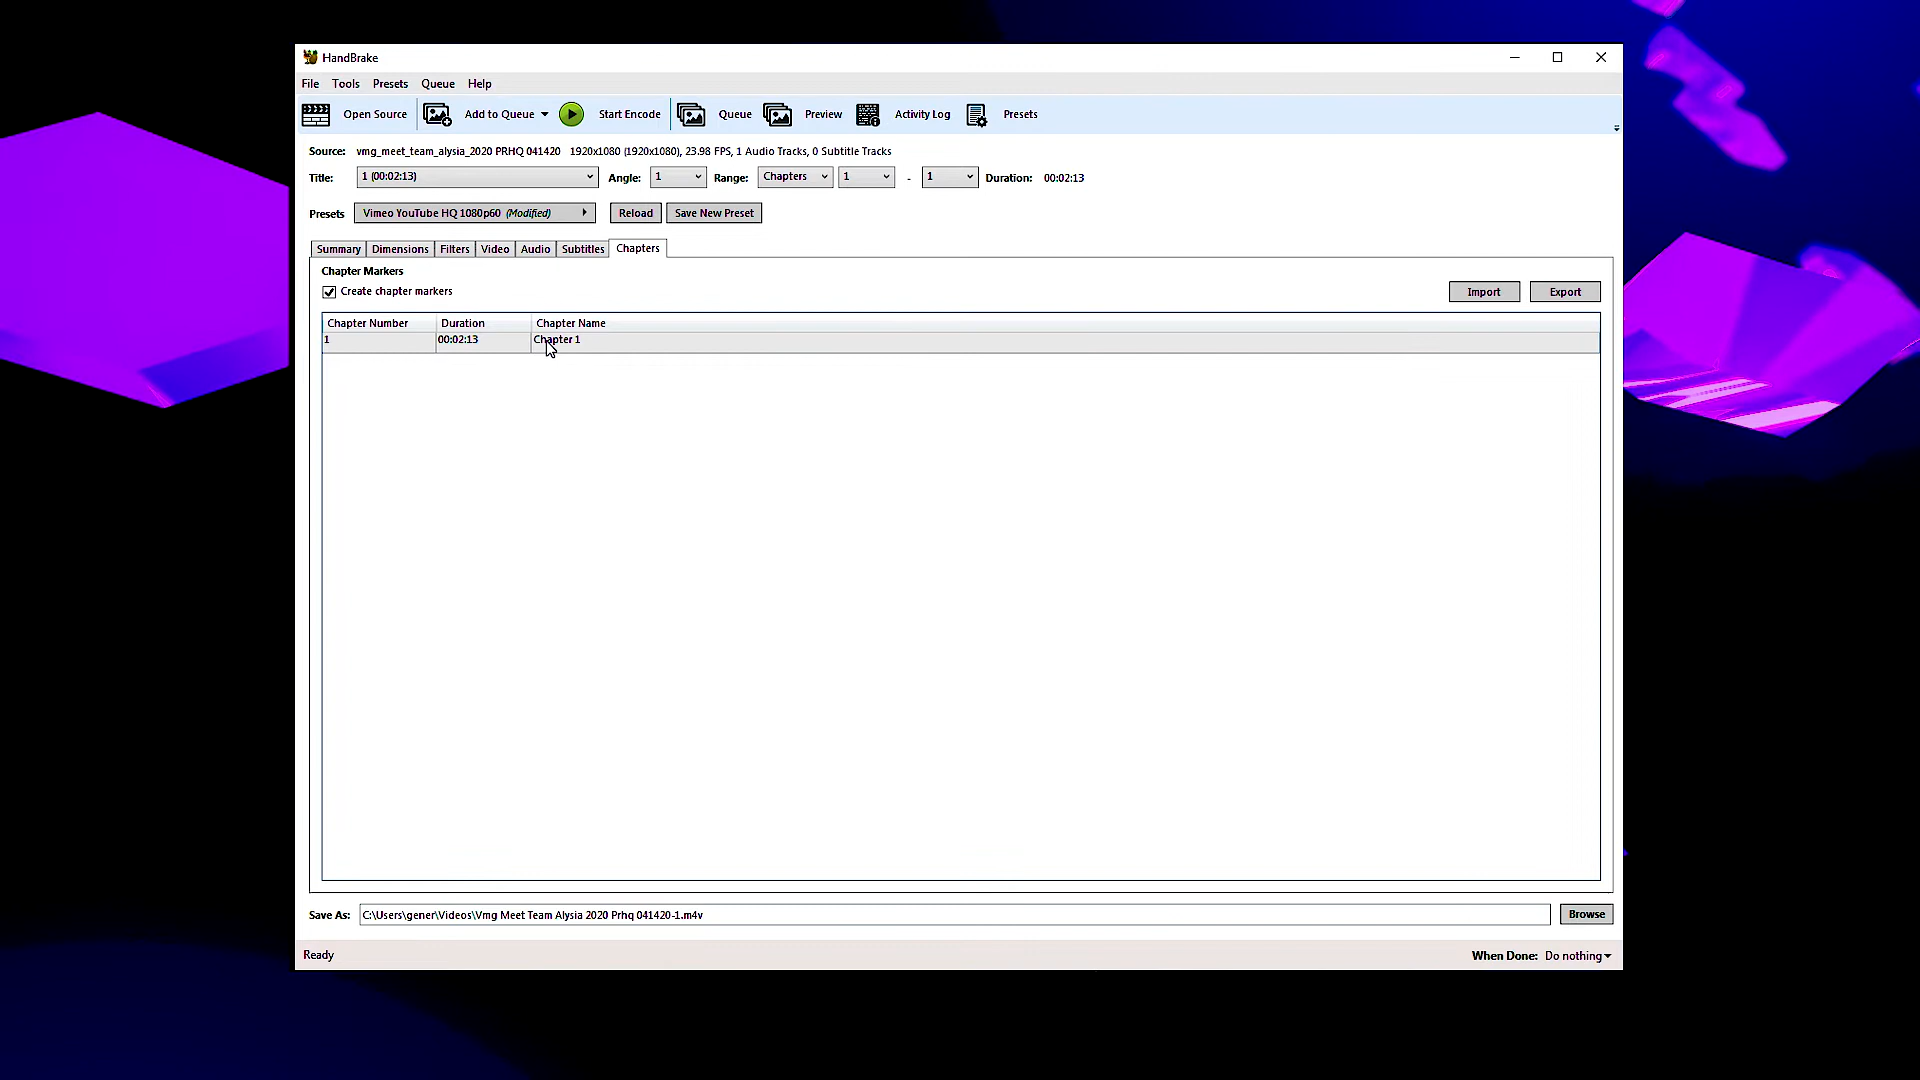 HandBrake
File Tools Presets Queue Help
Open Source Add to Queue Start Encode Queue Preview Activity Log Presets
Source: vmg_meet_team_alysia_2020 PRHQ 041420 1920x1080 (1920x1080), 23.98 FPS, 1 Audio Tracks, 0 Subtitle Tracks
Title: 1 (00:02:13) Angle: 1 Range: Chapters 1 - 1 Duration: 00:02:13
Presets Vimeo YouTube HQ 1080p60 (Modified) Reload Save New Preset
Summary Dimensions Filters Video Audio Subtitles Chapters
Chapter Markers
Create chapter markers Import Export
Chapter Number Duration Chapter Name
1 00:02:13 Chapter 1
Save As: C:\Users\gener\Videos\Vmg Meet Team Alysia 2020 Prhq 041420-1.m4v Browse
Ready When Done: Do nothing